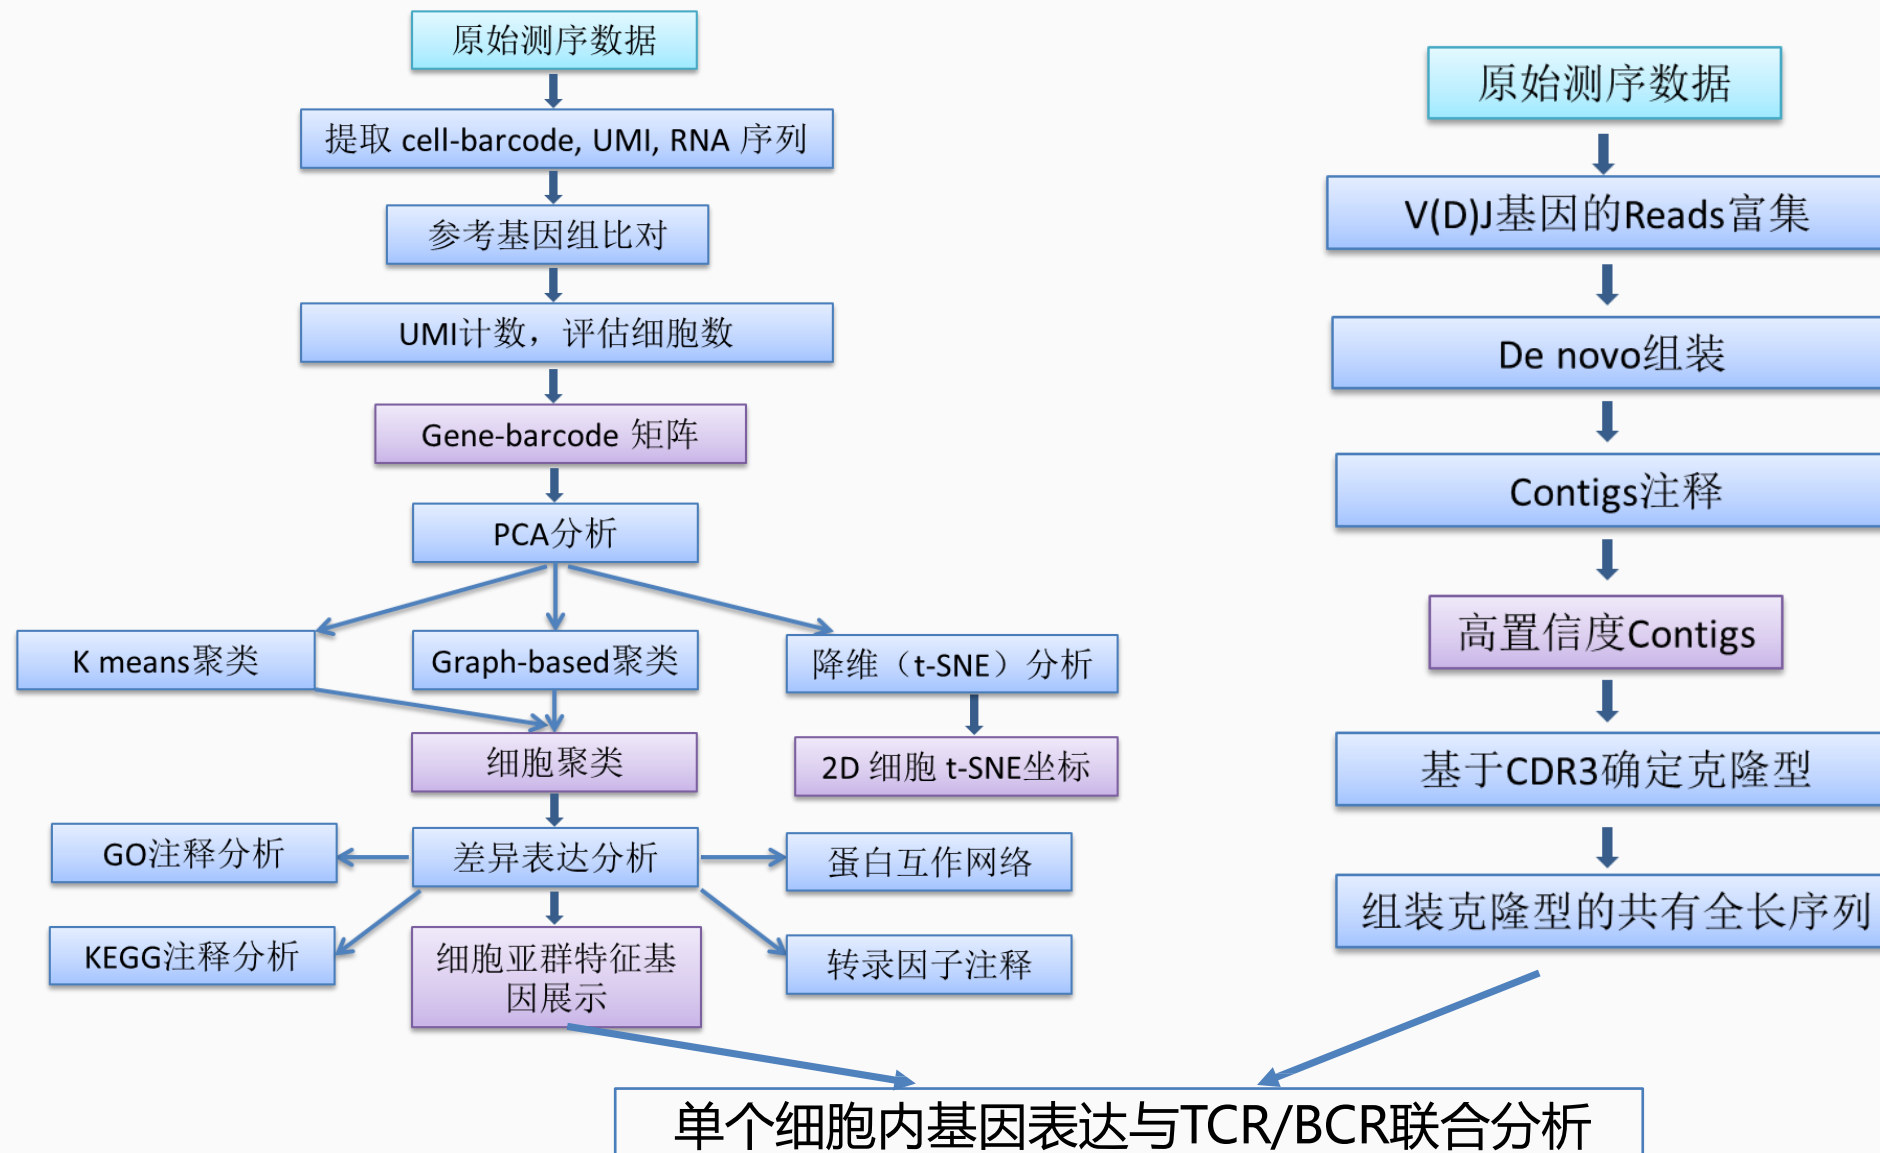 原始测序数据
提取 cell-barcode, UMI, RNA 序列
参考基因组比对
UMI计数，评估细胞数
Gene-barcode 矩阵
PCA分析
K means聚类
Graph-based聚类
降维（t-SNE）分析
细胞聚类
2D 细胞 t-SNE坐标
GO注释分析
差异表达分析
蛋白互作网络
KEGG注释分析
细胞亚群特征基
因展示
转录因子注释
原始测序数据
V(D)J基因的Reads富集
De novo组装
Contigs注释
高置信度Contigs
基于CDR3确定克隆型
组装克隆型的共有全长序列
单个细胞内基因表达与TCR/BCR联合分析